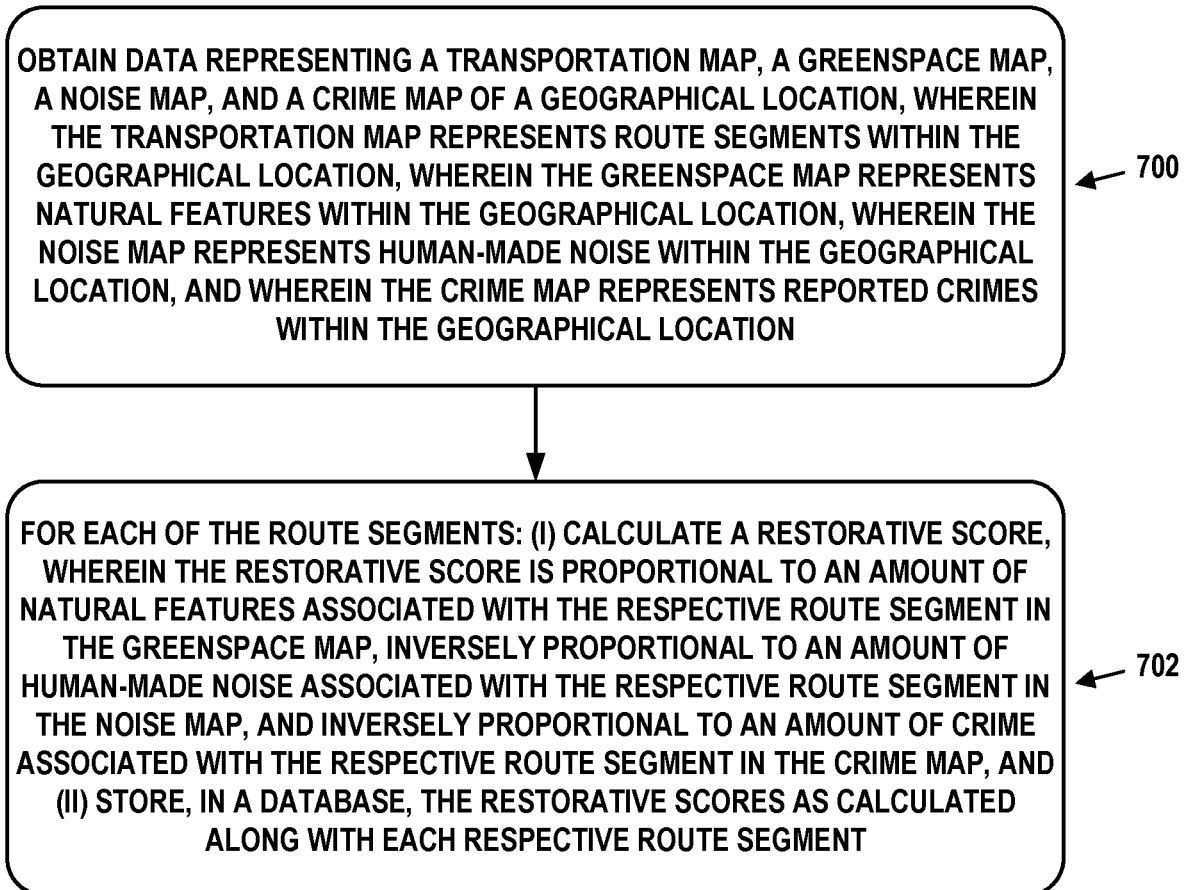 OBTAIN DATA REPRESENTING A TRANSPORTATION MAP, A GREENSPACE MAP,
A NOISE MAP, AND A CRIME MAP OF A GEOGRAPHICAL LOCATION, WHEREIN
THE TRANSPORTATION MAP REPRESENTS ROUTE SEGMENTS WITHIN THE
GEOGRAPHICAL LOCATION, WHEREIN THE GREENSPACE MAP REPRESENTS
NATURAL FEATURES WITHIN THE GEOGRAPHICAL LOCATION, WHEREIN THE
NOISE MAP REPRESENTS HUMAN-MADE NOISE WITHIN THE GEOGRAPHICAL
LOCATION, AND WHEREIN THE CRIME MAP REPRESENTS REPORTED CRIMES
WITHIN THE GEOGRAPHICAL LOCATION
700
FOR EACH OF THE ROUTE SEGMENTS: (I) CALCULATE A RESTORATIVE SCORE,
WHEREIN THE RESTORATIVE SCORE IS PROPORTIONAL TO AN AMOUNT OF
NATURAL FEATURES ASSOCIATED WITH THE RESPECTIVE ROUTE SEGMENT IN
THE GREENSPACE MAP, INVERSELY PROPORTIONAL TO AN AMOUNT OF
HUMAN-MADE NOISE ASSOCIATED WITH THE RESPECTIVE ROUTE SEGMENT IN
THE NOISE MAP, AND INVERSELY PROPORTIONAL TO AN AMOUNT OF CRIME
ASSOCIATED WITH THE RESPECTIVE ROUTE SEGMENT IN THE CRIME MAP, AND
(II) STORE, IN A DATABASE, THE RESTORATIVE SCORES AS CALCULATED
ALONG WITH EACH RESPECTIVE ROUTE SEGMENT
702